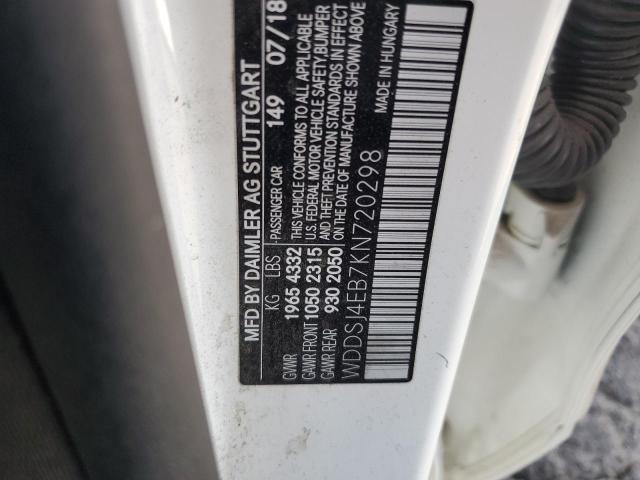 MFD BY DAIMLER AG STUTTGART
KG LBS PASSENGER CAR 149 07/18
GVWR 1965 4332 THIS VEHICLE CONFORMS TO ALL APPLICABLE
GAWR FRONT 1050 2315 U.S. FEDERAL MOTOR VEHICLE SAFETY, BUMPER
GAWR REAR 930 2050 AND THEFT PREVENTION STANDARDS IN EFFECT
ON THE DATE OF MANUFACTURE SHOWN ABOVE
WDDSJ4EB7KN720298
MADE IN HUNGARY